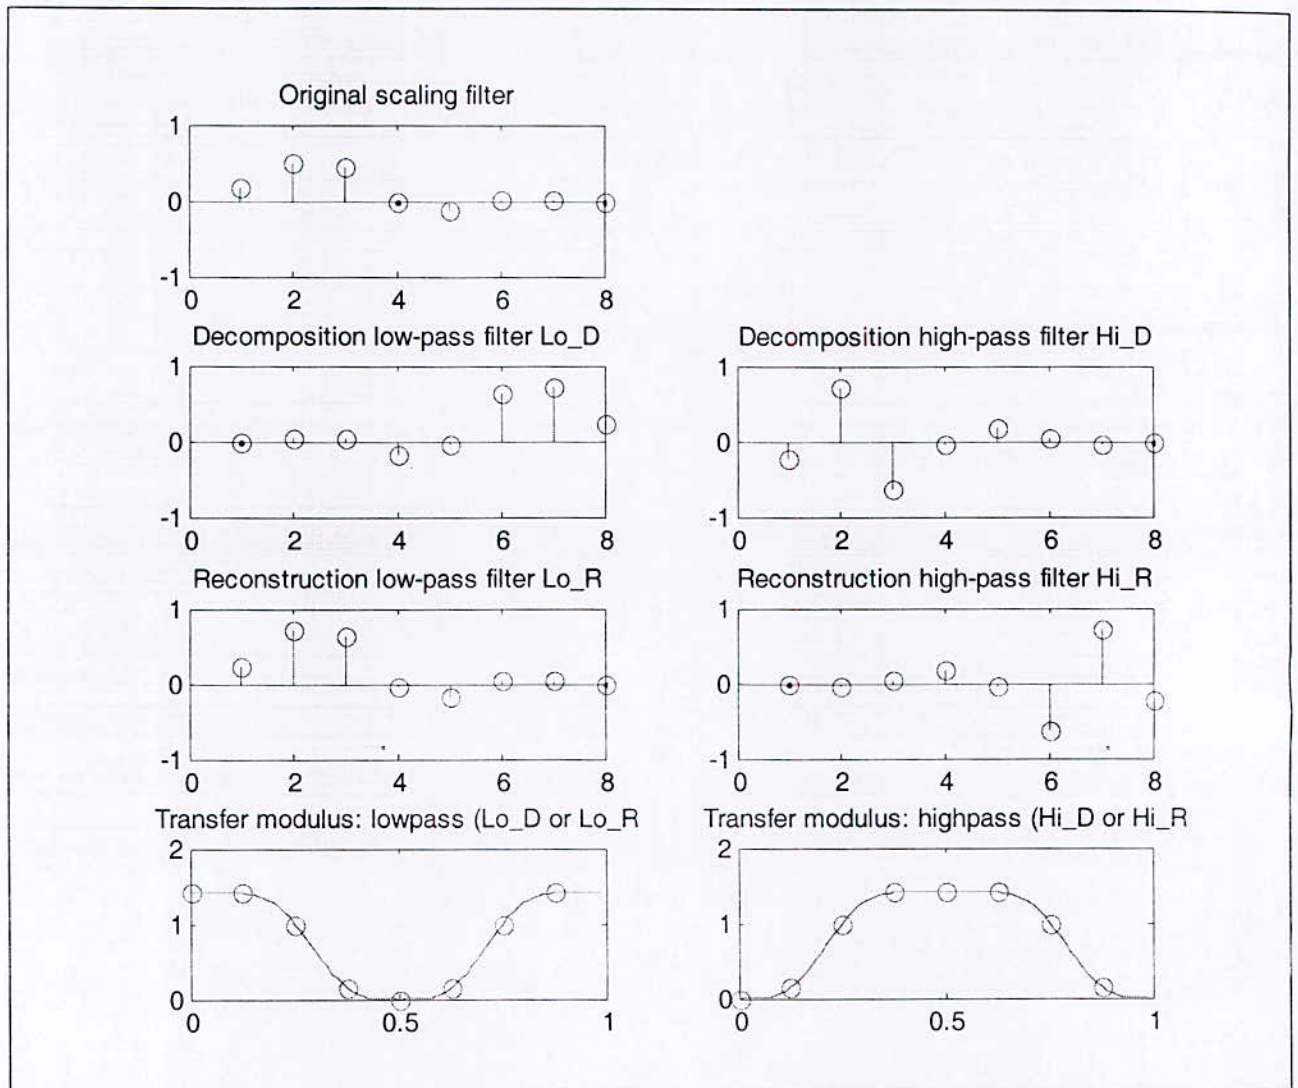 Original scaling filter
1
0
-1
0 2 4 6 8
Decomposition low-pass filter Lo_D
1
0
-1
0 2 4 6 8
Decomposition high-pass filter Hi_D
1
0
-1
0 2 4 6 8
Reconstruction low-pass filter Lo_R
1
0
-1
0 2 4 6 8
Reconstruction high-pass filter Hi_R
1
0
-1
0 2 4 6 8
Transfer modulus: lowpass (Lo_D or Lo_R
2
1
0
0 0.5 1
Transfer modulus: highpass (Hi_D or Hi_R
2
1
0
0 0.5 1